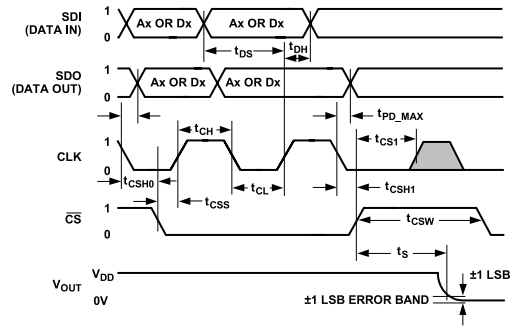 SDI
(DATA IN)
1
0
Ax OR Dx
Ax OR Dx
tDS
tDH
SDO
(DATA OUT)
1
0
Ax OR Dx
Ax OR Dx
tPD_MAX
tCH
tCS1
CLK
1
0
tCSH0
tCSS
tCL
tCSH1
CS
1
0
tCSW
tS
VOUT
VDD
0V
±1 LSB
±1 LSB ERROR BAND